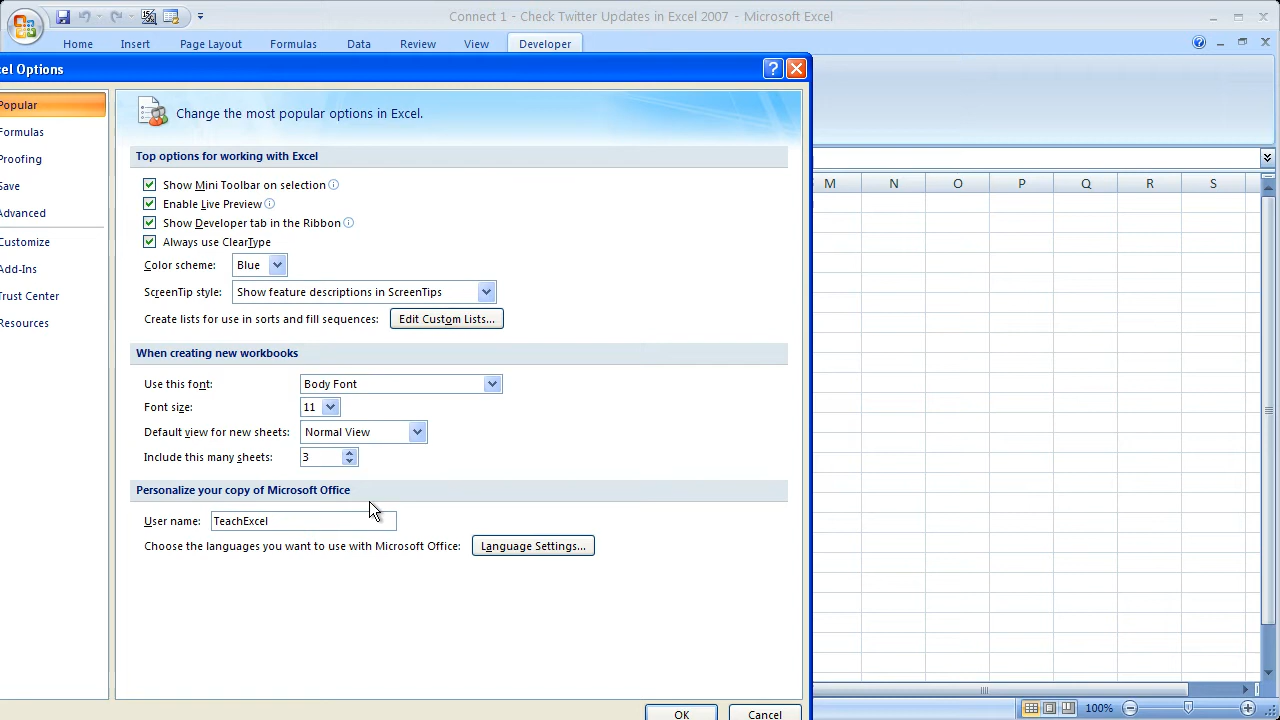 Connect 1 - Check Twitter Updates in Excel 2007 - Microsoft Excel
Home Insert Page Layout Formulas Data Review View Developer
cel Options
Popular
Formulas
Proofing
Save
Advanced
Customize
Add-Ins
Trust Center
Resources
Change the most popular options in Excel.
Top options for working with Excel
Show Mini Toolbar on selection
Enable Live Preview
Show Developer tab in the Ribbon
Always use ClearType
Color scheme: Blue
ScreenTip style: Show feature descriptions in ScreenTips
Create lists for use in sorts and fill sequences: Edit Custom Lists...
When creating new workbooks
Use this font: Body Font
Font size: 11
Default view for new sheets: Normal View
Include this many sheets: 3
Personalize your copy of Microsoft Office
User name: TeachExcel
Choose the languages you want to use with Microsoft Office: Language Settings...
OK Cancel
M N O P Q R S
100%